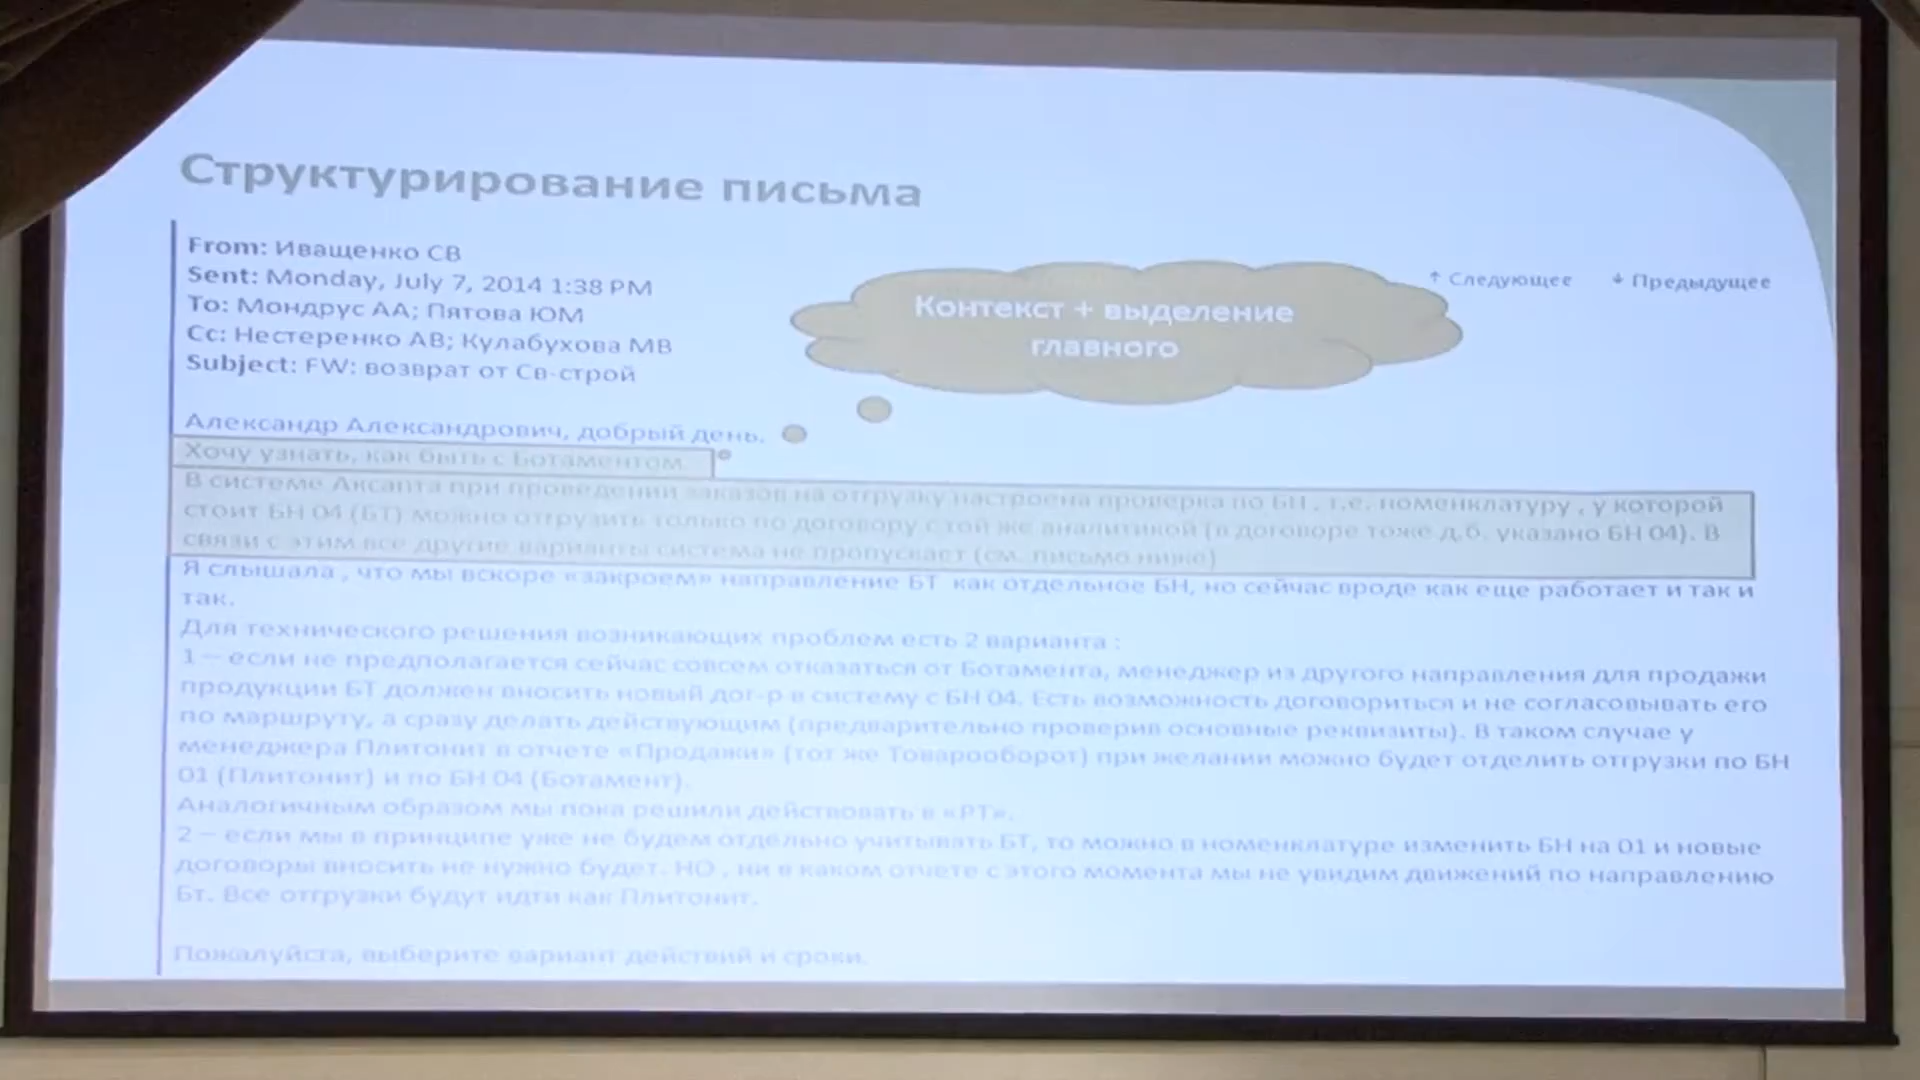 Структурирование письма
From: Иващенко СВ
Sent: Monday, July 7, 2014 1:38 PM
To: Мондрус АА; Пятова ЮМ
Cc: Нестеренко АВ; Кулабухова МВ
Subject: FW: возврат от Св-строй
Контекст + выделение
главного
↑ Следующее ↓ Предыдущее
Александр Александрович, добрый день.
Хочу узнать, как быть с Ботаментом.
В системе Аксапта при проведении заказов на отгрузку настроена проверка по БН , т.е. номенклатуру , у которой
стоит БН 04 (БТ) можно отгрузить только по договору с той же аналитикой (в договоре тоже д.б. указано БН 04). В
связи с этим все другие варианты система не пропускает (см. письмо ниже)
Я слышала , что мы вскоре «закроем» направление БТ как отдельное БН, но сейчас вроде как еще работает и так и
так.
Для технического решения возникающих проблем есть 2 варианта :
1 – если не предполагается сейчас совсем отказаться от Ботамента, менеджер из другого направления для продажи
продукции БТ должен вносить новый дог-р в систему с БН 04. Есть возможность договориться и не согласовывать его
по маршруту, а сразу делать действующим (предварительно проверив основные реквизиты). В таком случае у
менеджера Плитонит в отчете «Продажи» (тот же Товарооборот) при желании можно будет отделить отгрузки по БН
01 (Плитонит) и по БН 04 (Ботамент).
Аналогичным образом мы пока решили действовать в «РТ».
2 – если мы в принципе уже не будем отдельно учитывать БТ, то можно в номенклатуре изменить БН на 01 и новые
договоры вносить не нужно будет. НО , ни в каком отчете с этого момента мы не увидим движений по направлению
Бт. Все отгрузки будут идти как Плитонит.
Пожалуйста, выберите вариант действий и сроки.